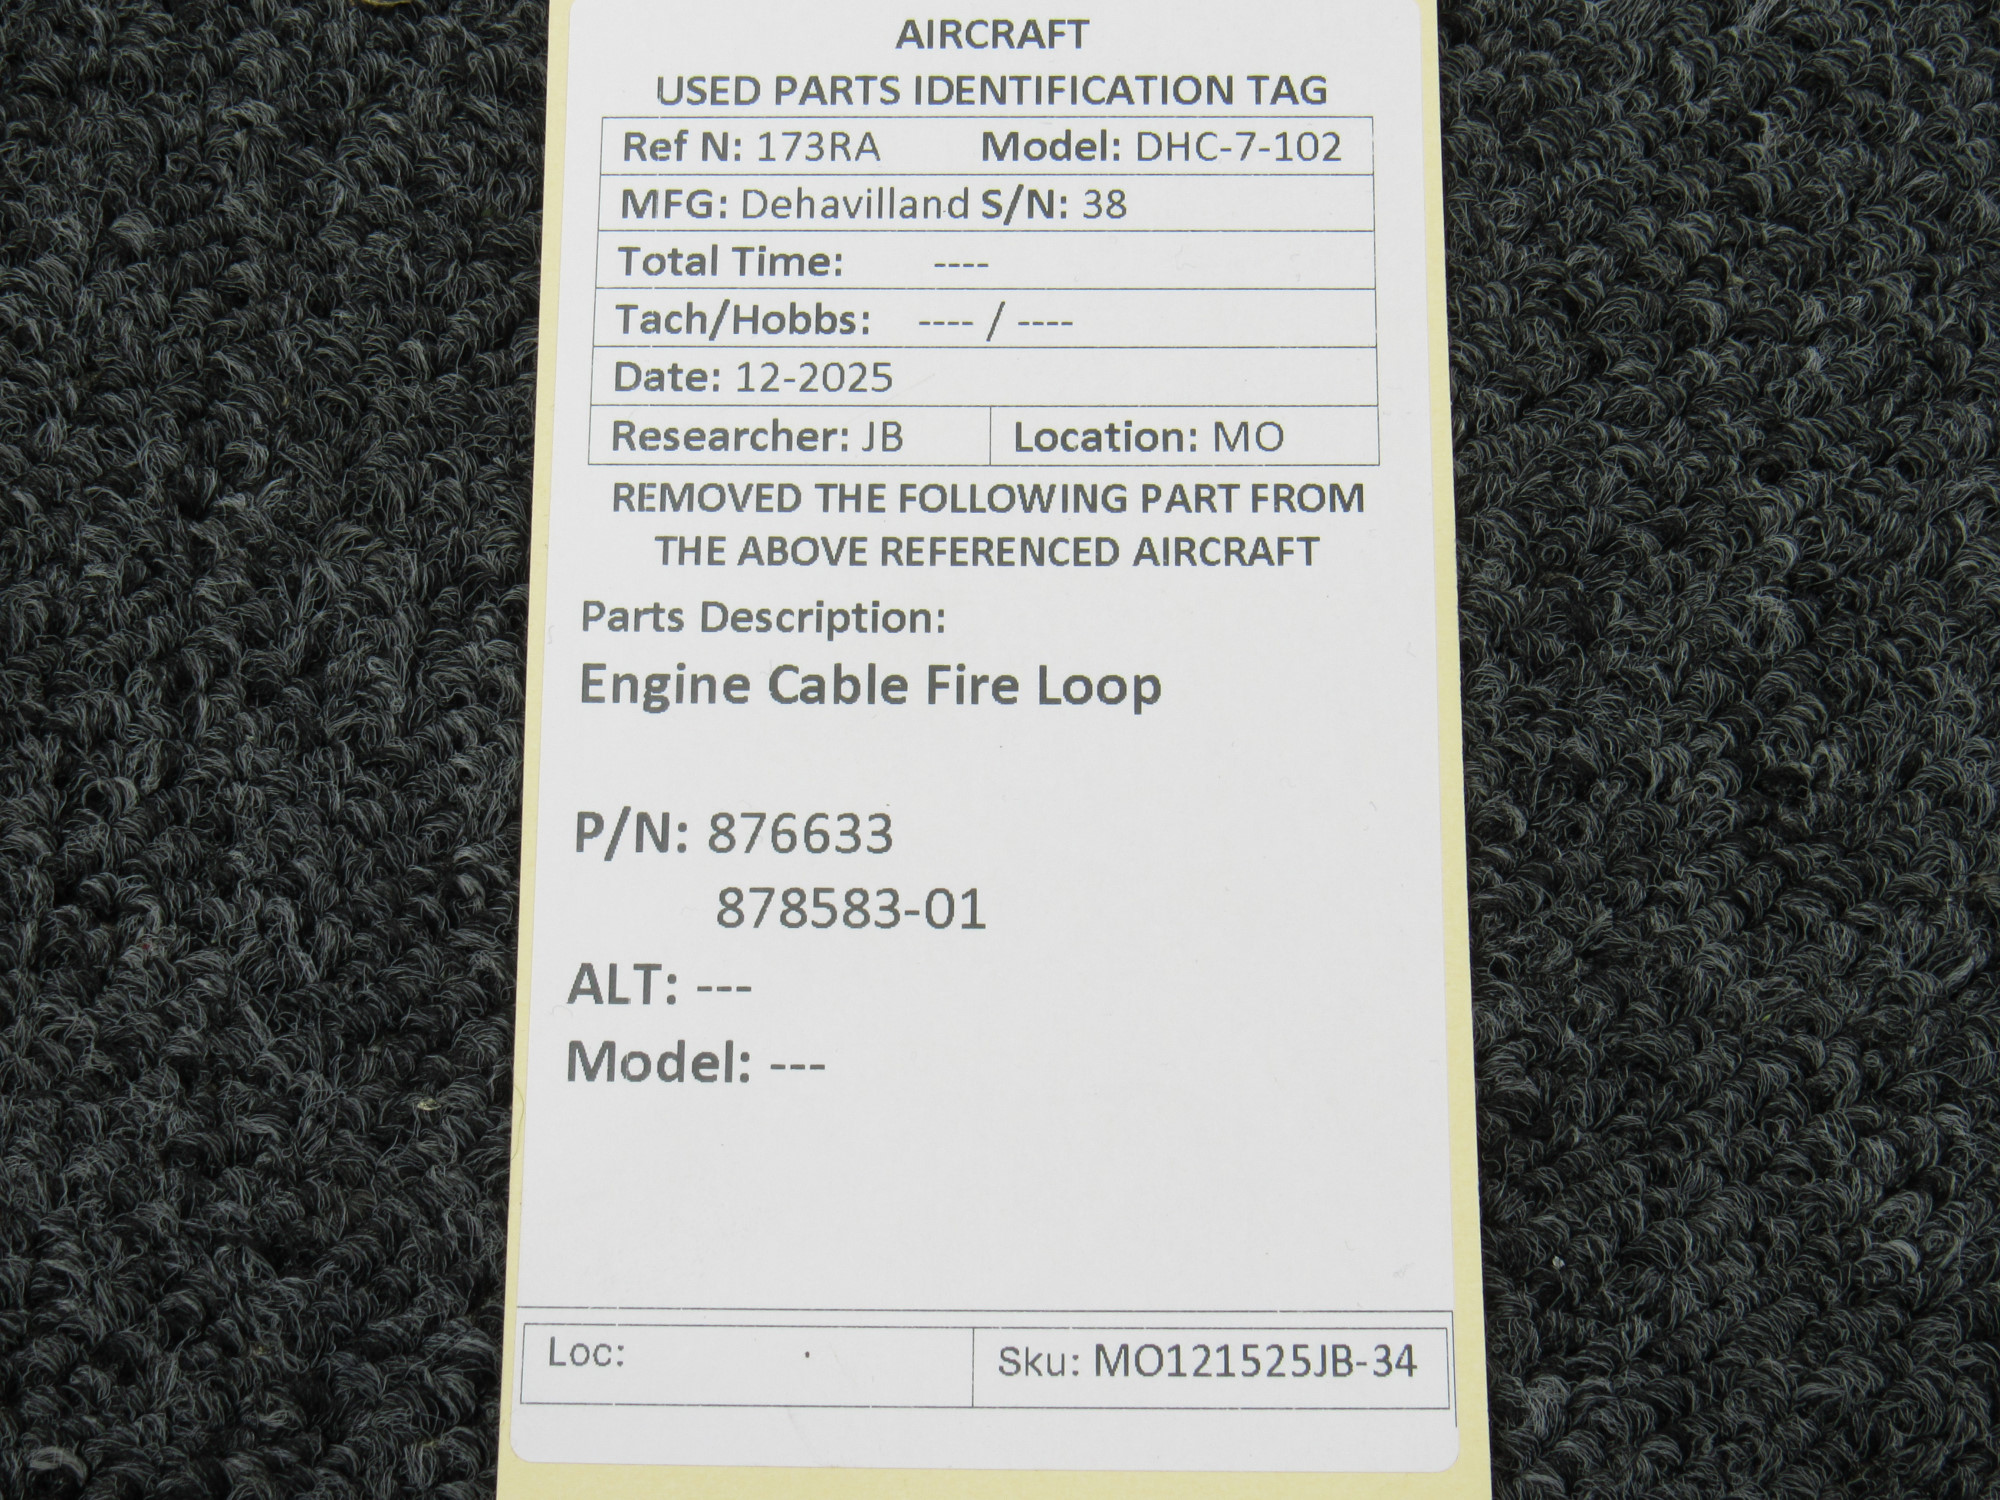 AIRCRAFT
USED PARTS IDENTIFICATION TAG
Ref N: 173RA Model: DHC-7-102
MFG: Dehavilland S/N: 38
Total Time: ----
Tach/Hobbs: ---- / ----
Date: 12-2025
Researcher: JB Location: MO
REMOVED THE FOLLOWING PART FROM
THE ABOVE REFERENCED AIRCRAFT
Parts Description:
Engine Cable Fire Loop
P/N: 876633
878583-01
ALT: ---
Model: ---
Loc: . Sku: MO121525JB-34